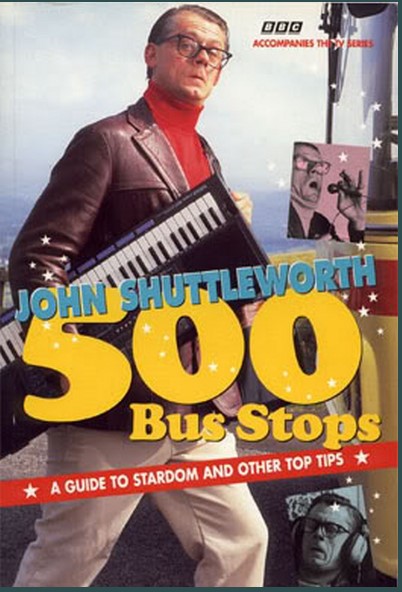 BBC
ACCOMPANIES THE TV SERIES
JOHN SHUTTLEWORTH
500
Bus Stops
A GUIDE TO STARDOM AND OTHER TOP TIPS